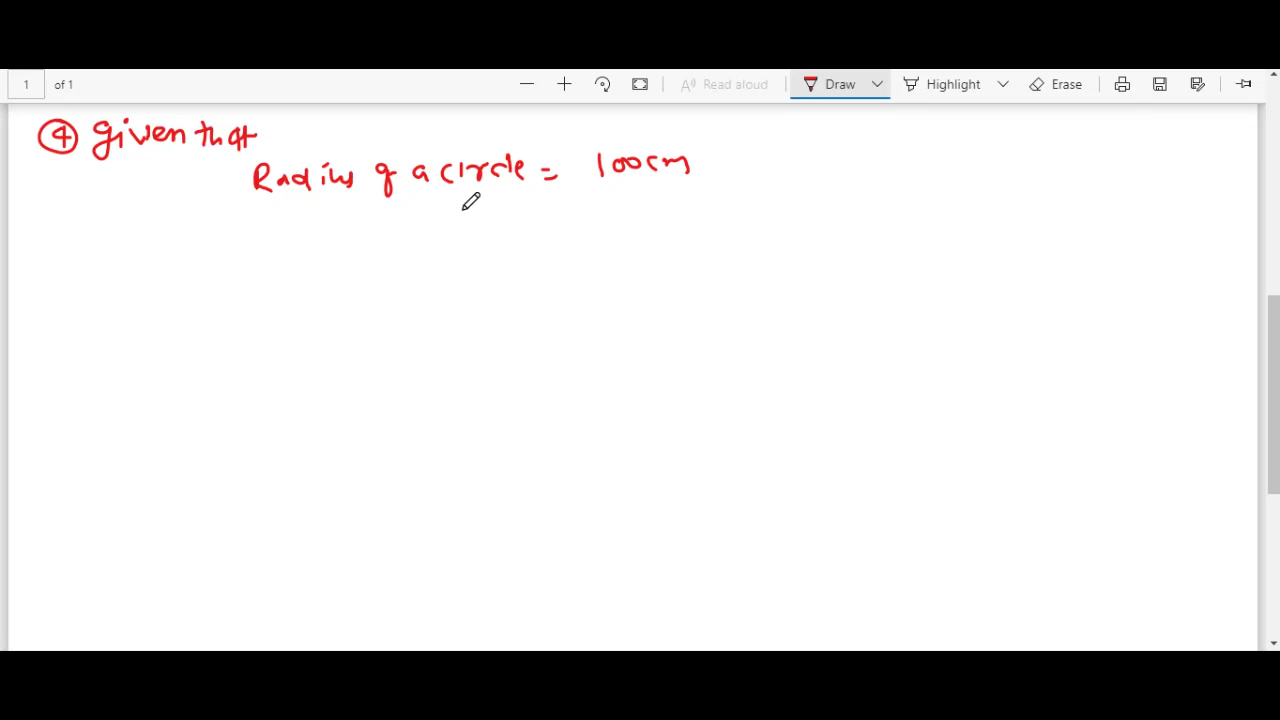 1 of 1 Read aloud Draw Highlight Erase
④ given that
Radius of a circle = 100cm